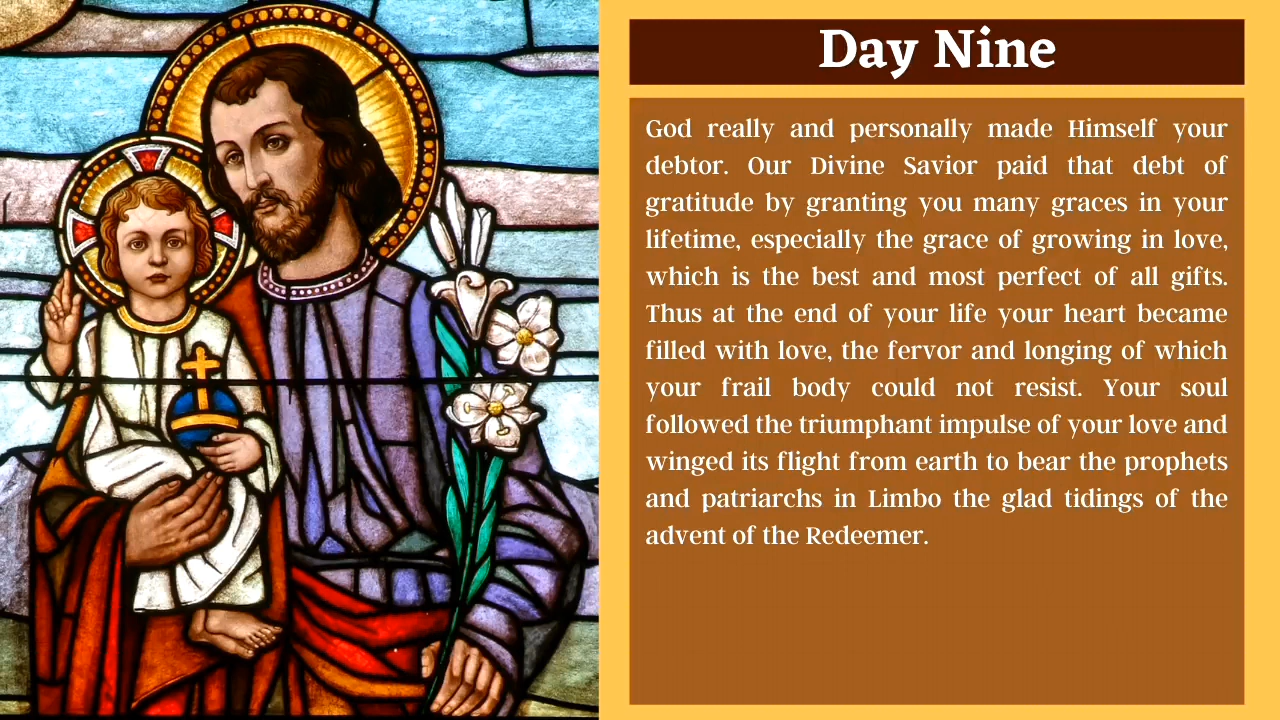 Day Nine
God really and personally made Himself your
debtor. Our Divine Savior paid that debt of
gratitude by granting you many graces in your
lifetime, especially the grace of growing in love,
which is the best and most perfect of all gifts.
Thus at the end of your life your heart became
filled with love, the fervor and longing of which
your frail body could not resist. Your soul
followed the triumphant impulse of your love and
winged its flight from earth to bear the prophets
and patriarchs in Limbo the glad tidings of the
advent of the Redeemer.